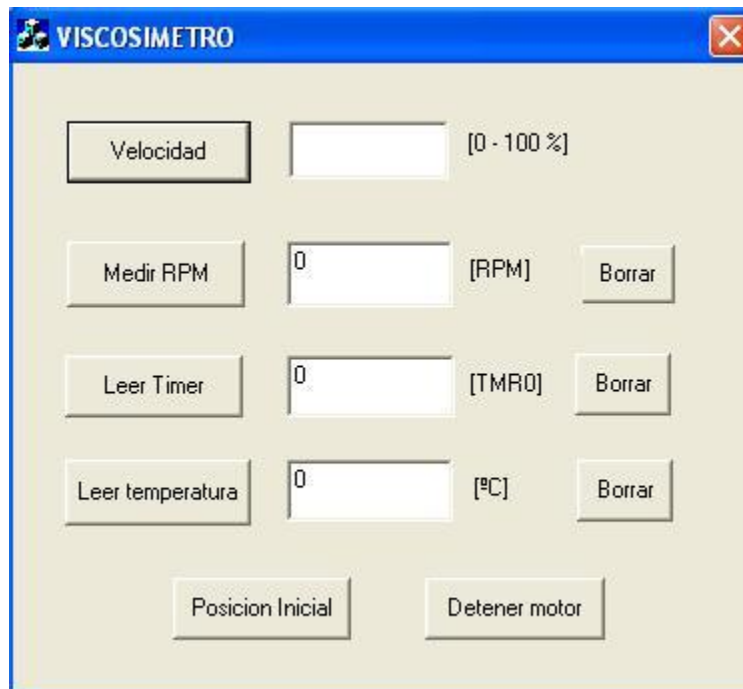 VISCOSIMETRO
Velocidad [0 - 100 %]
Medir RPM 0 [RPM] Borrar
Leer Timer 0 [TMR0] Borrar
Leer temperatura 0 [ºC] Borrar
Posicion Inicial Detener motor